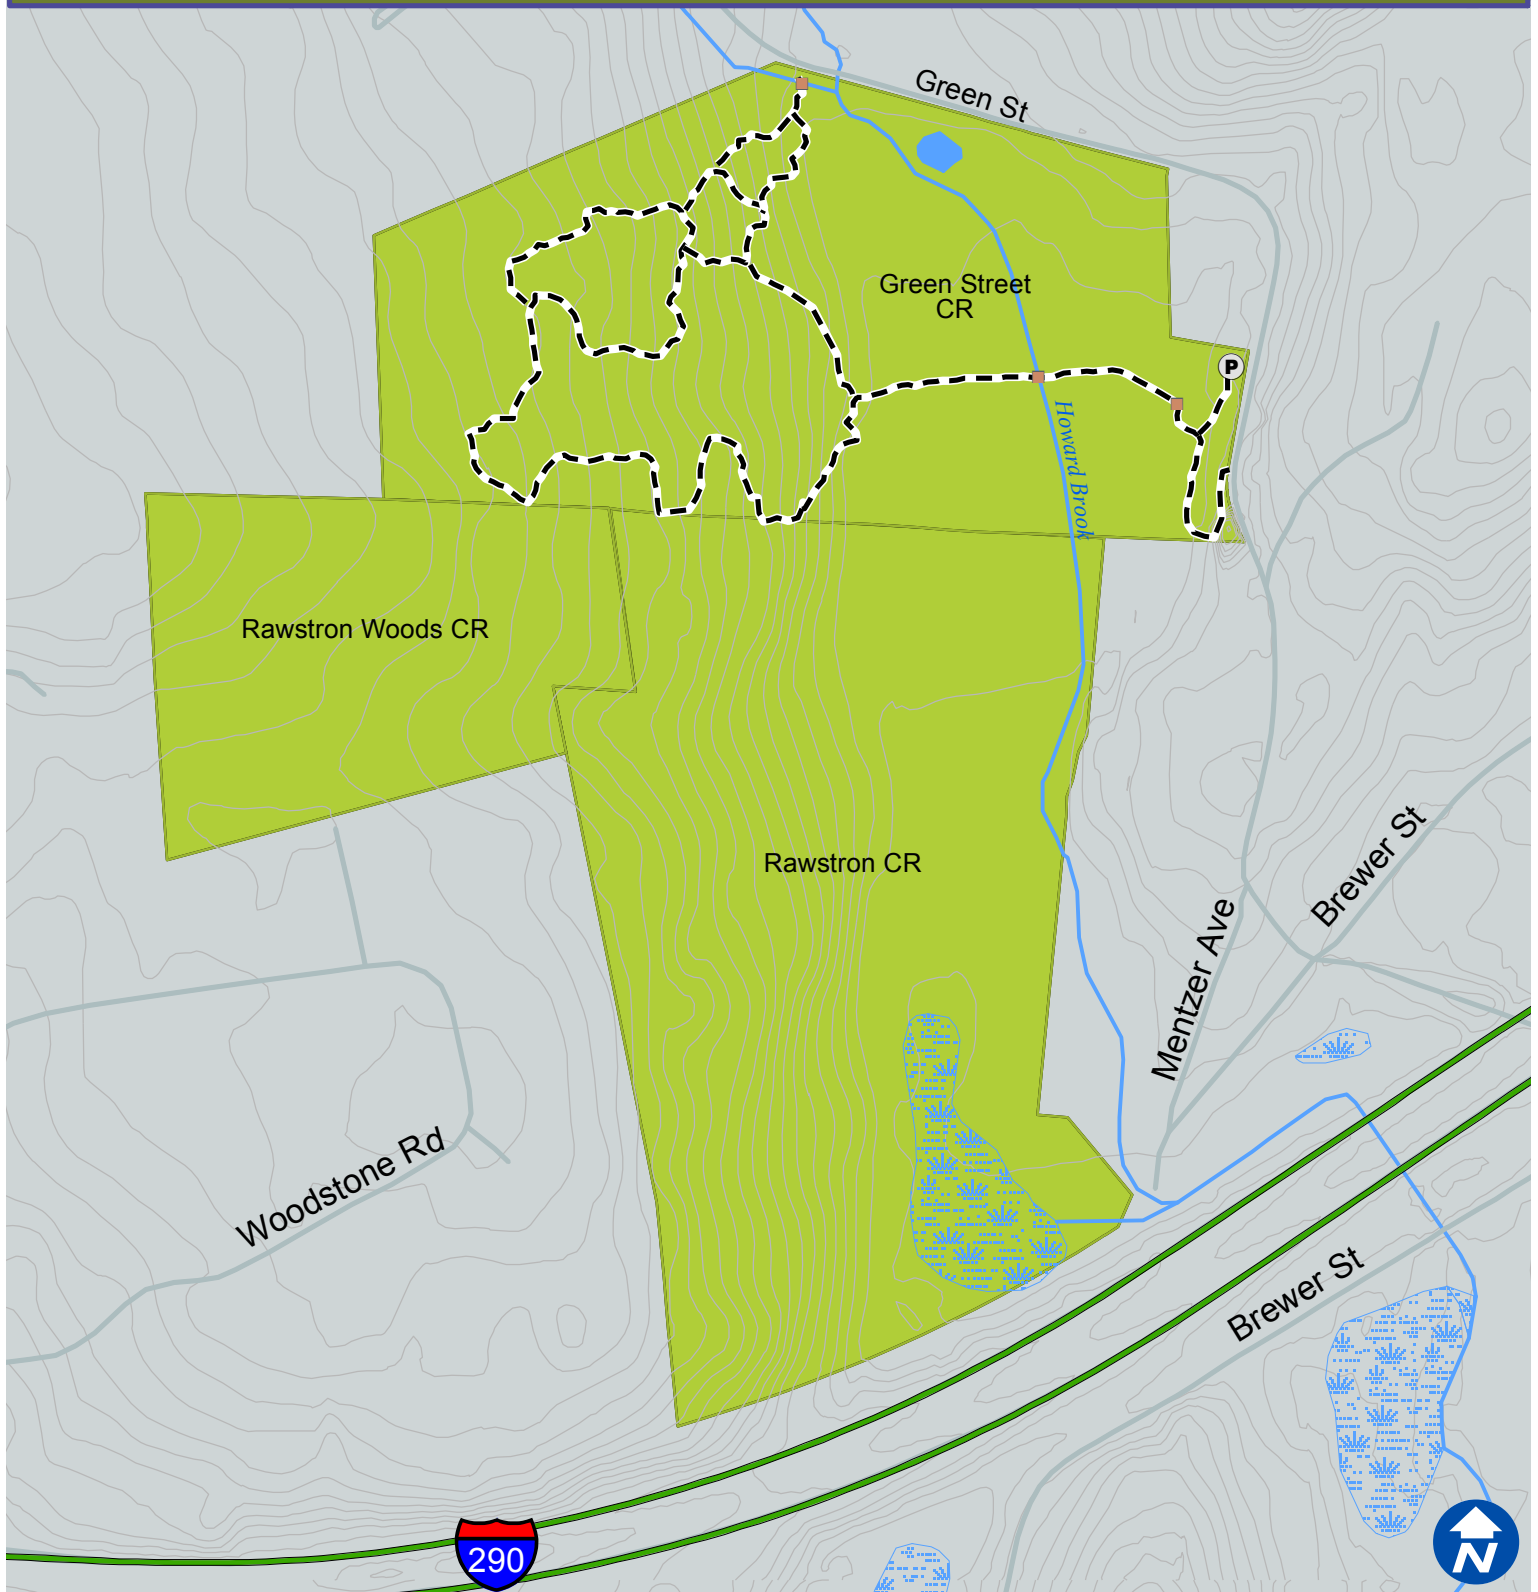 Green St
Green Street
CR
P
Howard Brook
Rawstron Woods CR
Rawstron CR
Brewer St
Mentzer Ave
Woodstone Rd
Brewer St
290
N